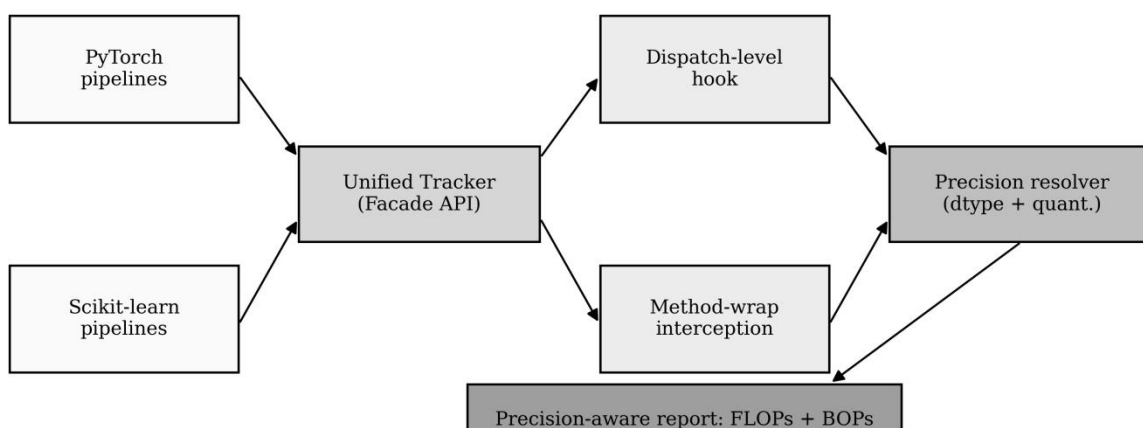 PyTorch
pipelines
Dispatch-level
hook
Unified Tracker
(Facade API)
Precision resolver
(dtype + quant.)
Scikit-learn
pipelines
Method-wrap
interception
Precision-aware report: FLOPs + BOPs